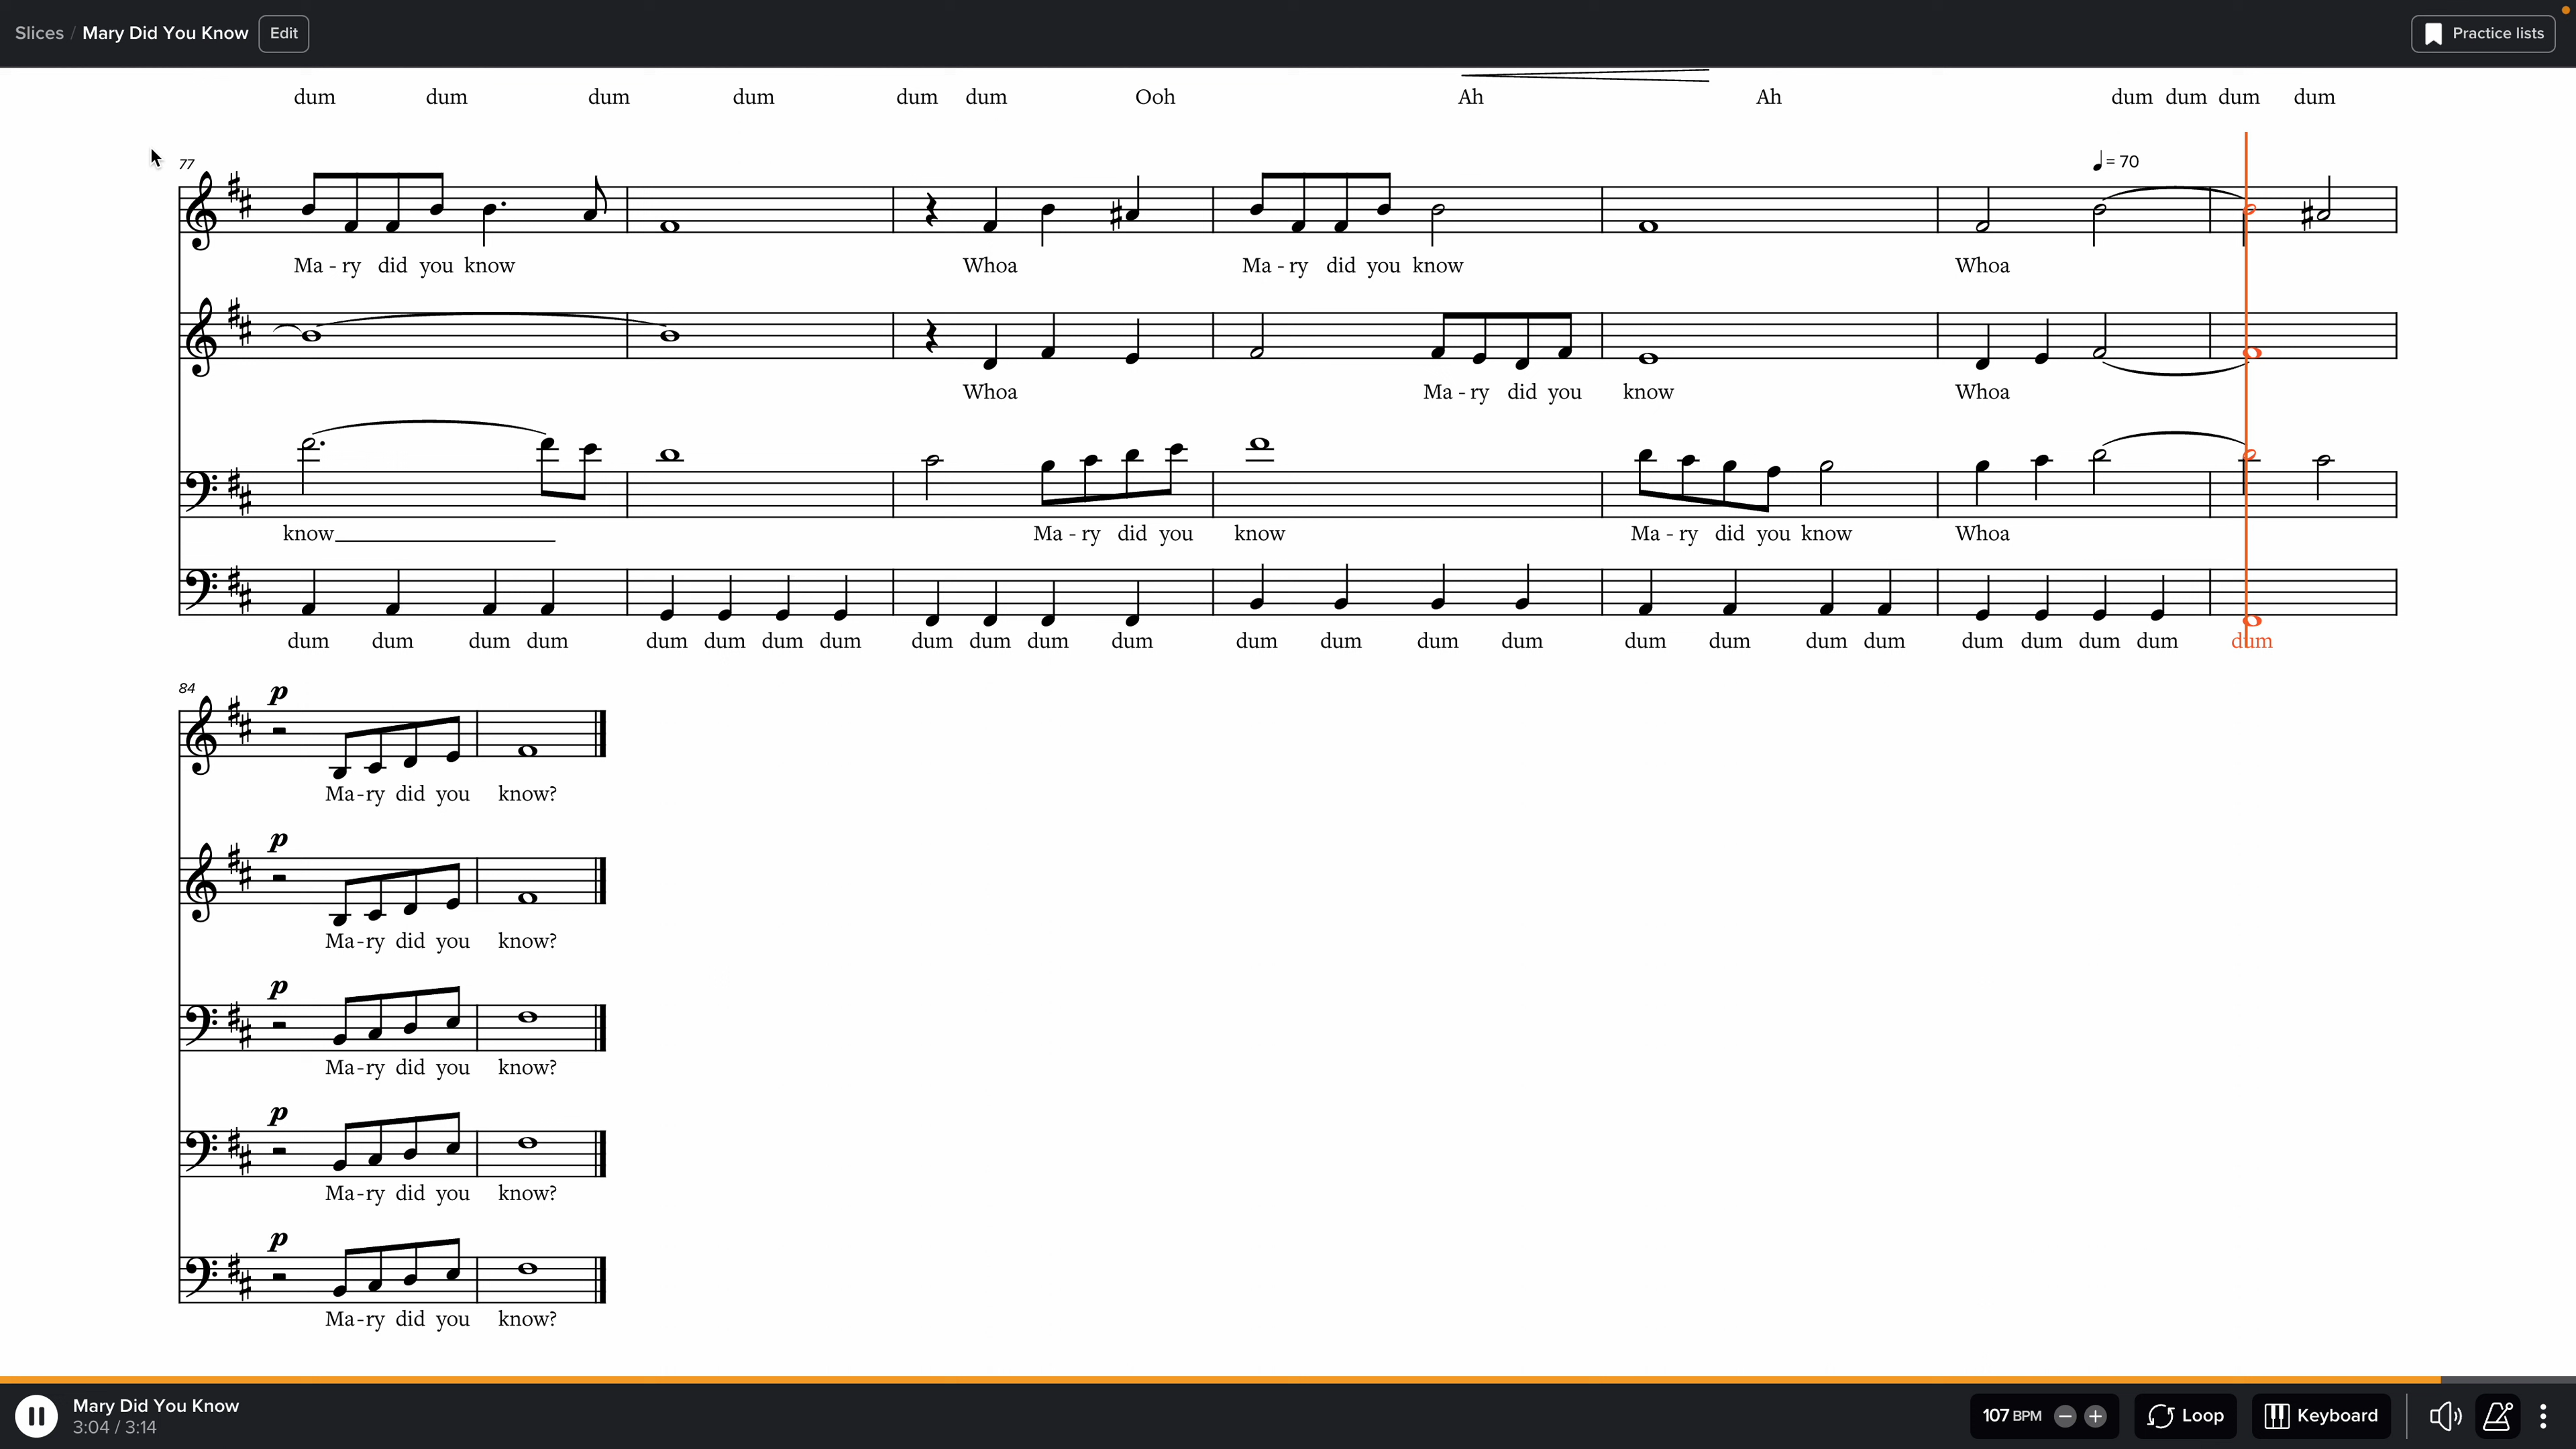 Slices / Mary Did You Know Edit
Practice lists
dum dum dum dum dum dum Ooh Ah Ah dum dum dum dum
77
= 70
Ma - ry did you know Whoa Ma - ry did you know Whoa
Whoa Ma - ry did you know Whoa
know Ma - ry did you know Ma - ry did you know Whoa
dum dum dum dum dum dum dum dum dum dum dum dum dum dum dum dum dum dum dum dum dum dum dum dum dum
84
p
Ma-ry did you know?
p
Ma-ry did you know?
p
Ma-ry did you know?
p
Ma-ry did you know?
p
Ma-ry did you know?
Mary Did You Know
3:04 / 3:14
107 BPM Loop Keyboard